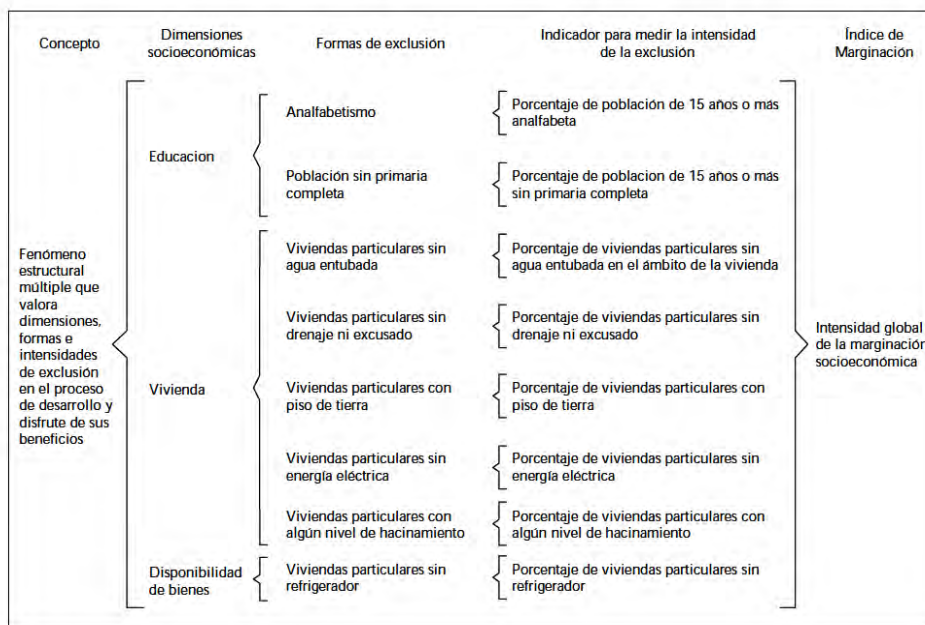 Concepto
Dimensiones
socioeconómicas
Formas de exclusión
Indicador para medir la intensidad
de la exclusión
Índice de
Marginación
Fenómeno
estructural
múltiple que
valora
dimensiones,
formas e
intensidades
de exclusión
en el proceso
de desarrollo y
disfrute de sus
beneficios
Educacion
Analfabetismo
Porcentaje de población de 15 años o más
analfabeta
Población sin primaria
completa
Porcentaje de poblacion de 15 años o más
sin primaria completa
Vivienda
Viviendas particulares sin
agua entubada
Porcentaje de viviendas particulares sin
agua entubada en el ámbito de la vivienda
Viviendas particulares sin
drenaje ni excusado
Porcentaje de viviendas particulares sin
drenaje ni excusado
Viviendas particulares con
piso de tierra
Porcentaje de viviendas particulares con
piso de tierra
Viviendas particulares sin
energía eléctrica
Porcentaje de viviendas particulares sin
energía eléctrica
Viviendas particulares con
algún nivel de hacinamiento
Porcentaje de viviendas particulares con
algún nivel de hacinamiento
Disponibilidad
de bienes
Viviendas particulares sin
refrigerador
Porcentaje de viviendas particulares sin
refrigerador
Intensidad global
de la marginación
socioeconómica